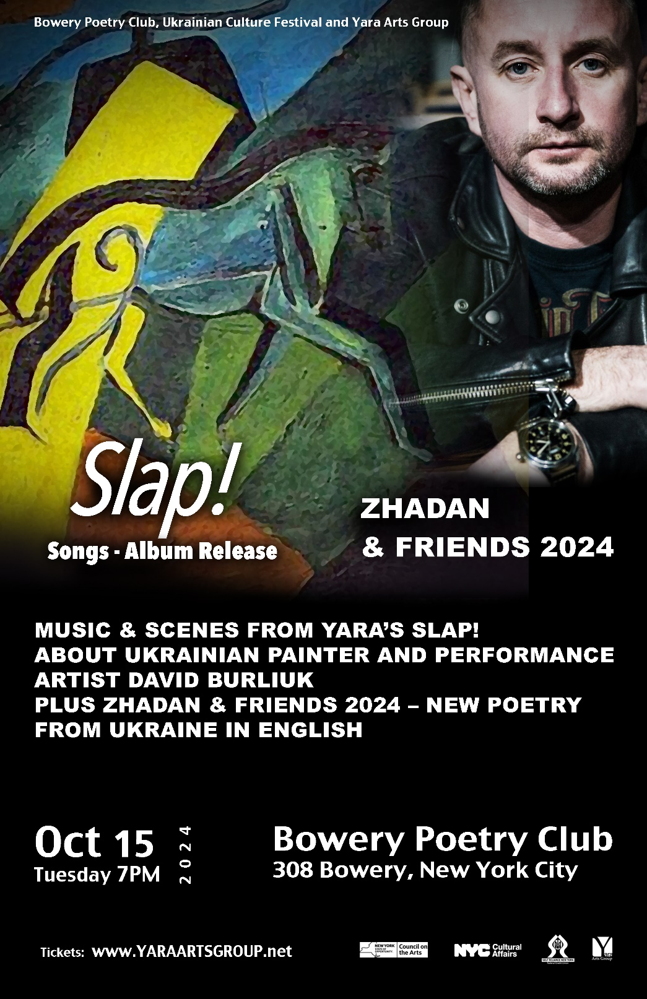 Bowery Poetry Club, Ukrainian Culture Festival and Yara Arts Group
Slap!
Songs - Album Release
ZHADAN
& FRIENDS 2024
MUSIC & SCENES FROM YARA’S SLAP!
ABOUT UKRAINIAN PAINTER AND PERFORMANCE
ARTIST DAVID BURLIUK
PLUS ZHADAN & FRIENDS 2024 – NEW POETRY
FROM UKRAINE IN ENGLISH
Oct 15
Tuesday 7PM
2024
Bowery Poetry Club
308 Bowery, New York City
Tickets: www.YARAARTSGROUP.net
NEW YORK
STATE OF
OPPORTUNITY.
Council on
the Arts
NYC Cultural
Affairs
SELF RELIANCE NEW YORK
Federal Credit Union
Yara
Arts Group